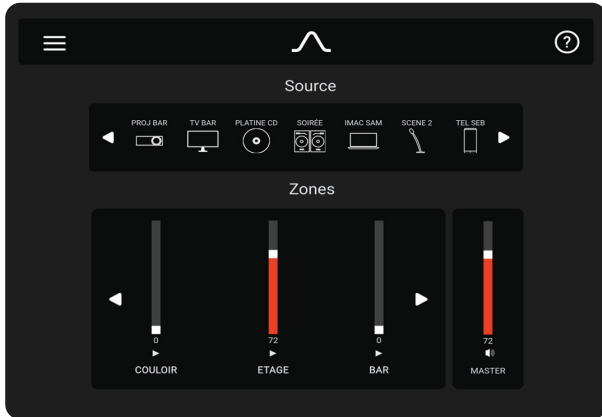 ?
Source
PROJ BAR TV BAR PLATINE CD SOIRÉE IMAC SAM SCENE 2 TEL SEB
Zones
0 72 0 72
COULOIR ETAGE BAR MASTER